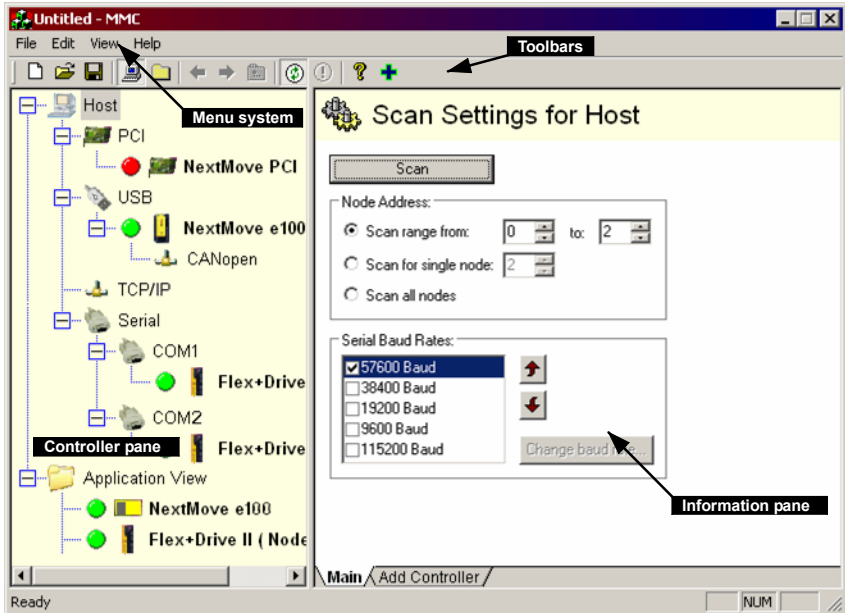 Untitled - MMC
File Edit View Help
Toolbars
Menu system
Host
PCI
NextMove PCI
USB
NextMove e100
CANopen
TCP/IP
Serial
COM1
Flex+Drive
COM2
Controller pane
Flex+Drive
Application View
NextMove e100
Flex+Drive II ( Node
Scan Settings for Host
Scan
Node Address:
Scan range from: 0 to: 2
Scan for single node: 2
Scan all nodes
Serial Baud Rates:
57600 Baud
38400 Baud
19200 Baud
9600 Baud
115200 Baud
Change baud rate...
Information pane
Main Add Controller
Ready NUM